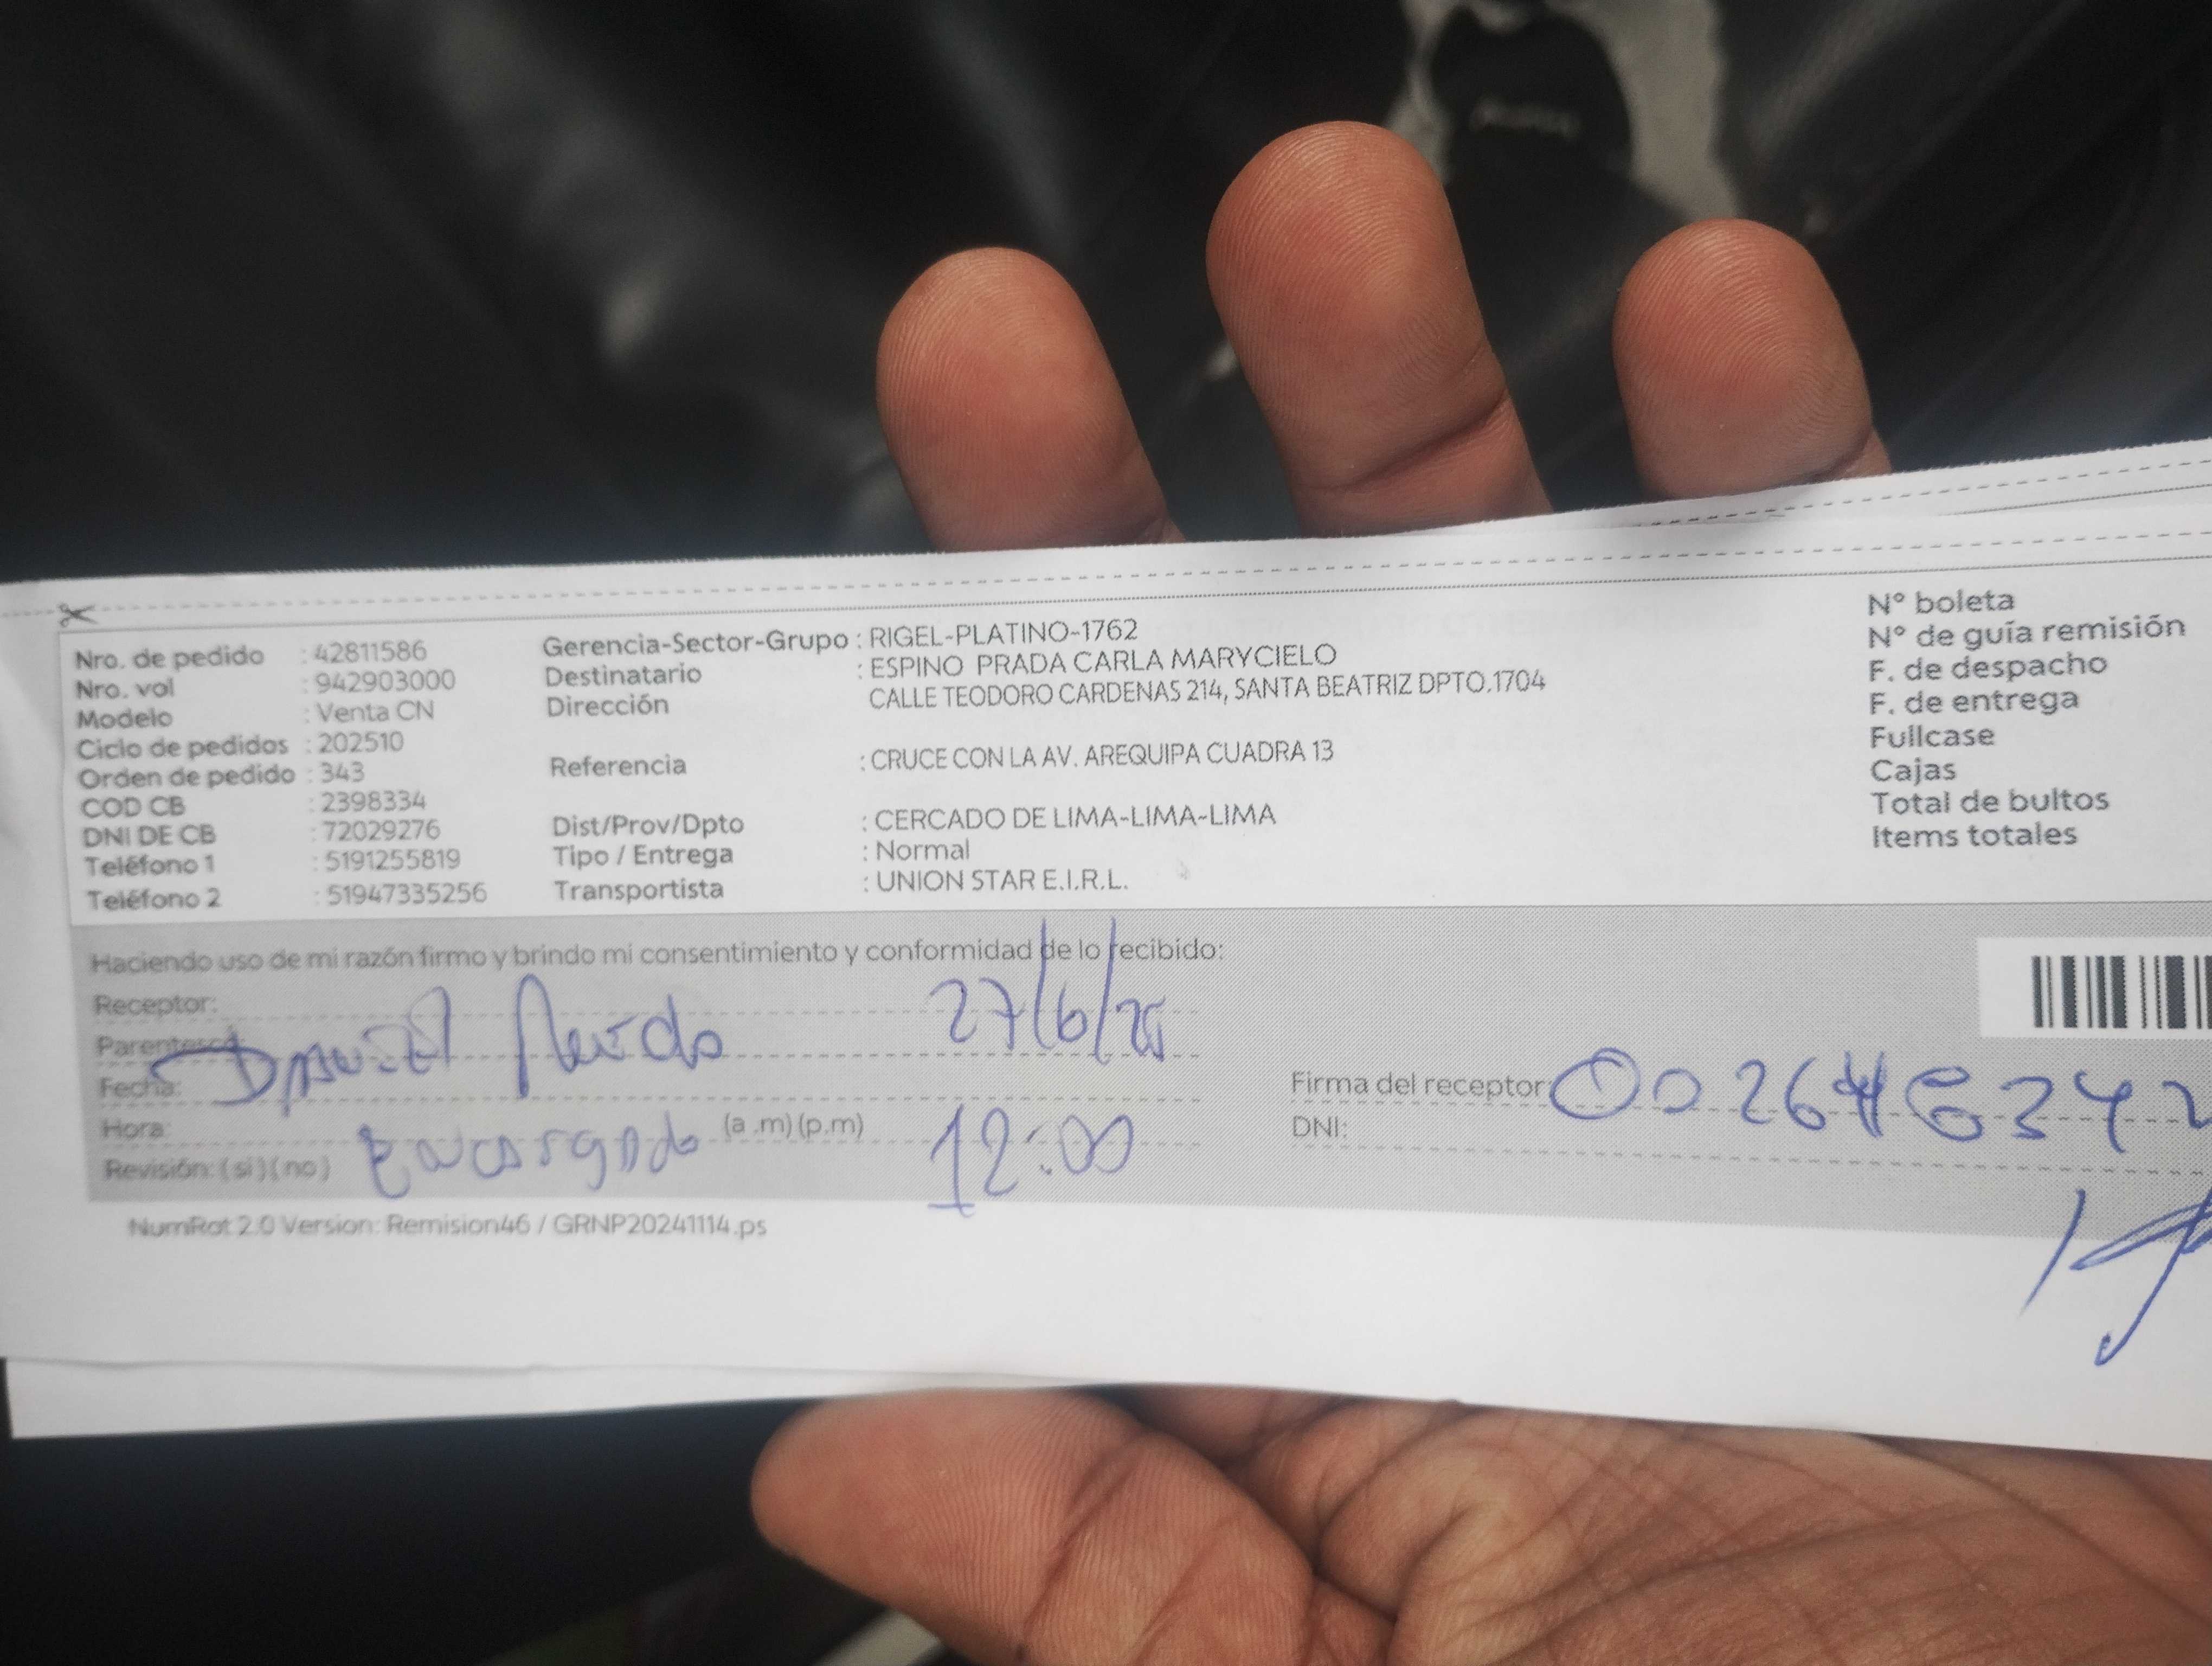 Nro. de pedido : 42811586
Nro. vol : 942903000
Modelo : Venta CN
Ciclo de pedidos : 202510
Orden de pedido : 343
COD CB : 2398334
DNI DE CB : 72029276
Teléfono 1 : 5191255819
Teléfono 2 : 51947335256
Gerencia-Sector-Grupo : RIGEL-PLATINO-1762
Destinatario : ESPINO PRADA CARLA MARYCIELO
Dirección CALLE TEODORO CARDENAS 214, SANTA BEATRIZ DPTO.1704
Referencia : CRUCE CON LA AV. AREQUIPA CUADRA 13
Dist/Prov/Dpto : CERCADO DE LIMA-LIMA-LIMA
Tipo / Entrega : Normal
Transportista : UNION STAR E.I.R.L.
N° boleta
N° de guía remisión
F. de despacho
F. de entrega
Fullcase
Cajas
Total de bultos
Items totales
Haciendo uso de mi razón firmo y brindo mi consentimiento y conformidad de lo recibido:
Receptor:
Parentesco:
27/6/25
Fecha:
Firma del receptor:
Hora: (a .m) (p.m) 12:00
Encargado
DNI:
Revisión: (si) (no)
NumRot 2.0 Version: Remision46 / GRNP20241114.ps